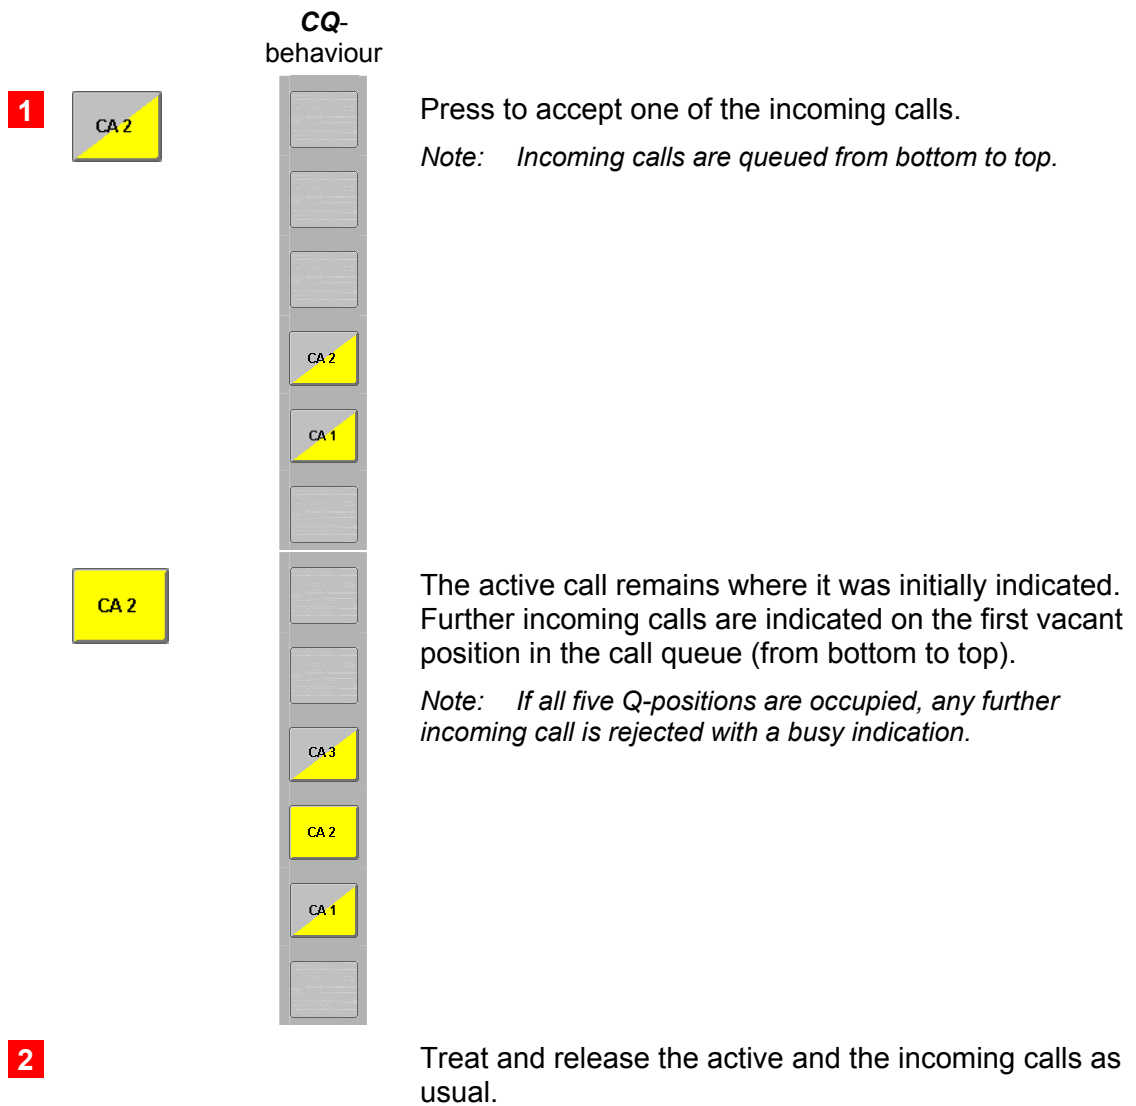 CQ-
behaviour
1
CA 2
Press to accept one of the incoming calls.
Note: Incoming calls are queued from bottom to top.
CA 2
CA 1
CA 2
The active call remains where it was initially indicated.
Further incoming calls are indicated on the first vacant
position in the call queue (from bottom to top).
Note: If all five Q-positions are occupied, any further
incoming call is rejected with a busy indication.
CA 3
CA 2
CA 1
2
Treat and release the active and the incoming calls as
usual.